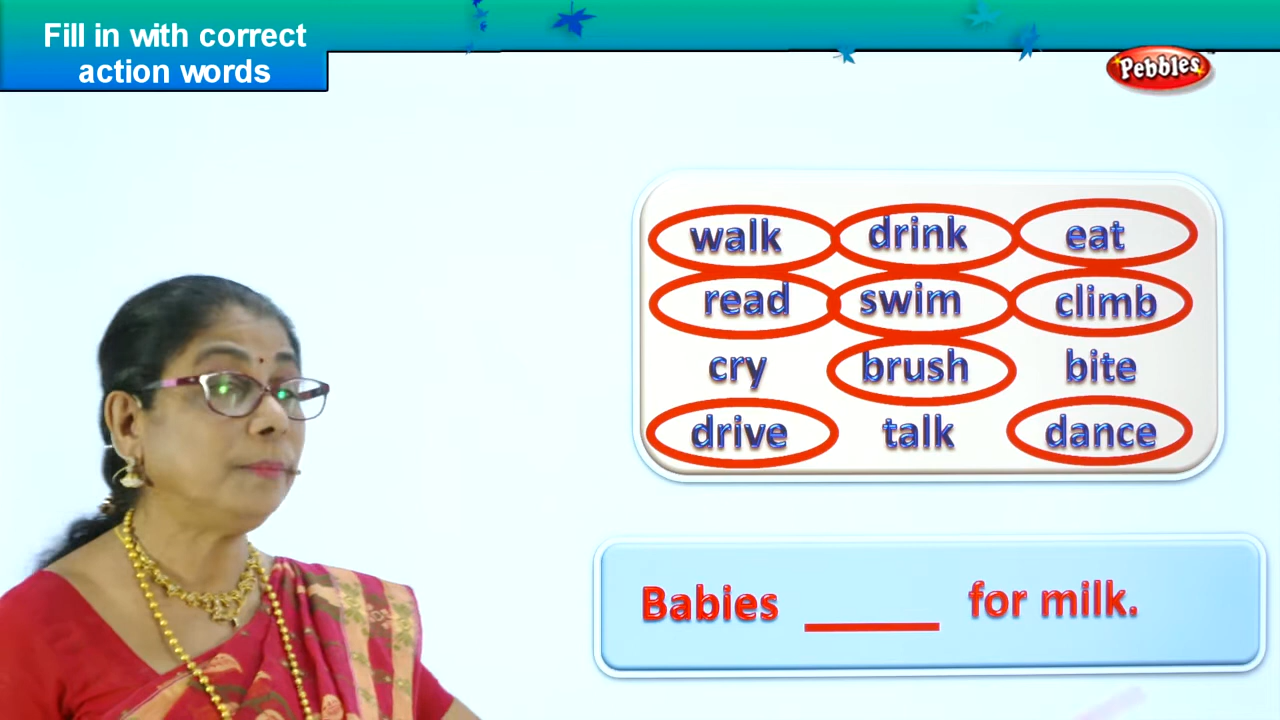 Fill in with correct
action words
Pebbles
walk drink eat
read swim climb
cry brush bite
drive talk dance
Babies ______ for milk.